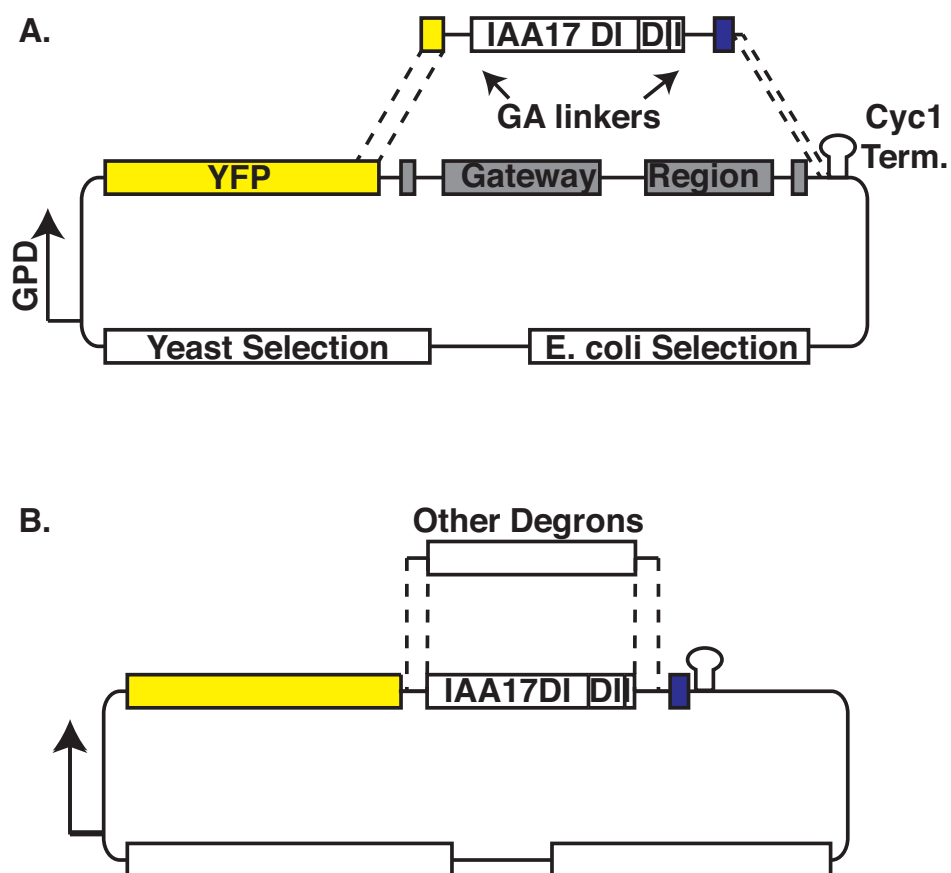 A.
IAA17 DI DII
GA linkers
Cyc1
Term.
YFP
Gateway Region
GPD
Yeast Selection
E. coli Selection
B.
Other Degrons
IAA17DI DII